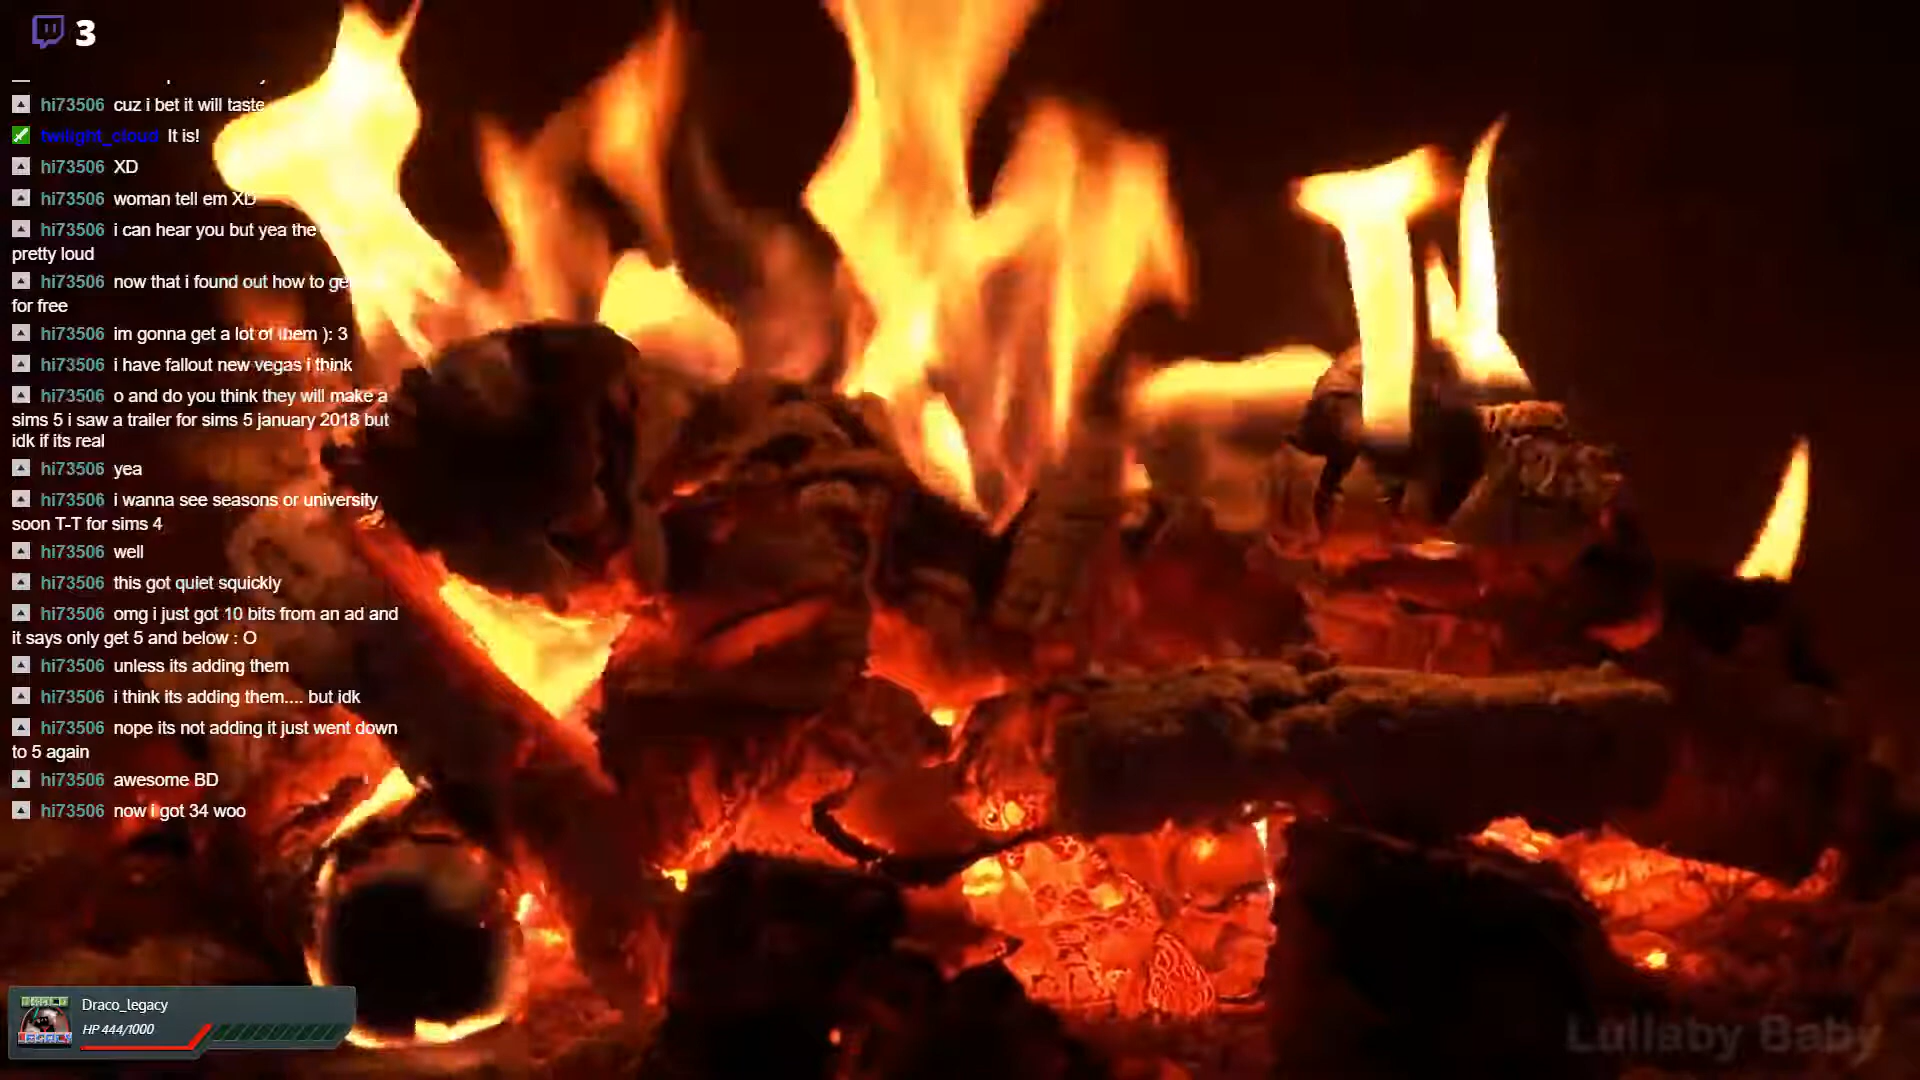 3
hi73506 cuz i bet it will taste
twilight_cloud It is!
hi73506 XD
hi73506 woman tell em XD
hi73506 i can hear you but yea the
pretty loud
hi73506 now that i found out how to ge
for free
hi73506 im gonna get a lot of them ): 3
hi73506 i have fallout new vegas i think
hi73506 o and do you think they will make a
sims 5 i saw a trailer for sims 5 january 2018 but
idk if its real
hi73506 yea
hi73506 i wanna see seasons or university
soon T-T for sims 4
hi73506 well
hi73506 this got quiet squickly
hi73506 omg i just got 10 bits from an ad and
it says only get 5 and below : O
hi73506 unless its adding them
hi73506 i think its adding them.... but idk
hi73506 nope its not adding it just went down
to 5 again
hi73506 awesome BD
hi73506 now i got 34 woo
Draco_legacy
HP 444/1000
Lullaby Baby